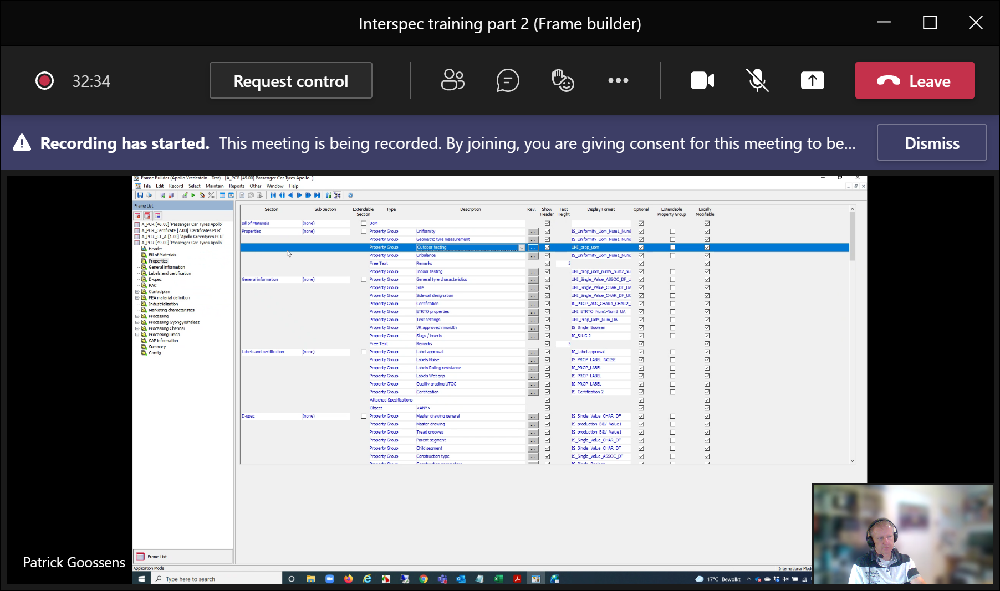 Interspec training part 2 (Frame builder)
32:34
Request control
Leave
Recording has started. This meeting is being recorded. By joining, you are giving consent for this meeting to be...
Dismiss
Frame Builder (Apollo Vredestein - Test) - [A_PCR [49.00] Passenger Car Tyres Apollo ]
File Edit Record Select Maintain Reports Other Window Help
Frame List
A_PCR [48.00] 'Passenger Car Tyres Apollo'
A_PCR_Certificate [7.00] 'Certificates PCR'
A_PCR_GT_A [1.00] 'Apollo Greentyres PCR'
A_PCR [49.00] 'Passenger Car Tyres Apollo'
Header
Bill of Materials
Properties
General information
Labels and certification
D-spec
PAC
Controlplan
FEA material definition
Industrialization
Marketing characteristics
Processing
Processing Gyongyoshalasz
Processing Chennai
Processing Limda
SAP information
Summary
Config
Section Sub Section Extendable Section Type Description Rev. Show Header Text Height Display Format Optional Extendable Property Group Locally Modifiable
Bill of Materials (none) BoM
Properties (none) Property Group Uniformity ... IS_Uniformity_Uom_Num1_Num8
Property Group Geometric tyre measurement ... IS_Uniformity_Uom_Num1_Num8
Property Group Outdoor testing ... UNI_prop_uom
Property Group Unbalance ... IS_Uniformity_Uom_Num1_Num2
Free Text Remarks 5
Property Group Indoor testing ... UNI_prop_uom_num9_num2_nu
General information (none) Property Group General tyre characteristics ... UNI_Single_Value_ASSOC_DF_U
Property Group Size ... UNI_Single_Value_CHAR_DF_UA
Property Group Sidewall designation ... UNI_Single_Value_CHAR_DF_UC
Property Group Certification ... IS_PROP_ASS_CHAR1_CHAR2_
Property Group ETRTO properties ... UNI_ETRTO_Num1-Num3_UA
Property Group Test settings ... UNI_Prop_UoM_Num_UA
Property Group VR approved rimwidth ... IS_Single_Boolean
Property Group Slugs / inserts ... IS_SLUG 2
Free Text Remarks 5
Labels and certification (none) Property Group Label approval ... IS_Label approval
Property Group Labels Noise ... IS_PROP_LABEL_NOISE
Property Group Labels Rolling resistance ... IS_PROP_LABEL
Property Group Labels Wet grip ... IS_PROP_LABEL
Property Group Quality grading UTQG ... IS_PROP_LABEL
Property Group Certification ... IS_Certification 2
Attached Specifications
Object <ANY>
D-spec (none) Property Group Master drawing general ... IS_Single_Value_CHAR_DF
Property Group Master drawing ... IS_production_B&V_Value1
Property Group Tread grooves ... IS_production_B&V_Value1
Property Group Parent segment ... IS_Single_Value_CHAR_DF
Property Group Child segment ... IS_Single_Value_CHAR_DF
Property Group Construction type ... IS_Single_Value_ASSOC_DF
Property Group Construction parameters ... IS_Single_Boolean
Frame List
Patrick Goossens
Application Mode
International Mod
Type here to search
17°C Bewolkt